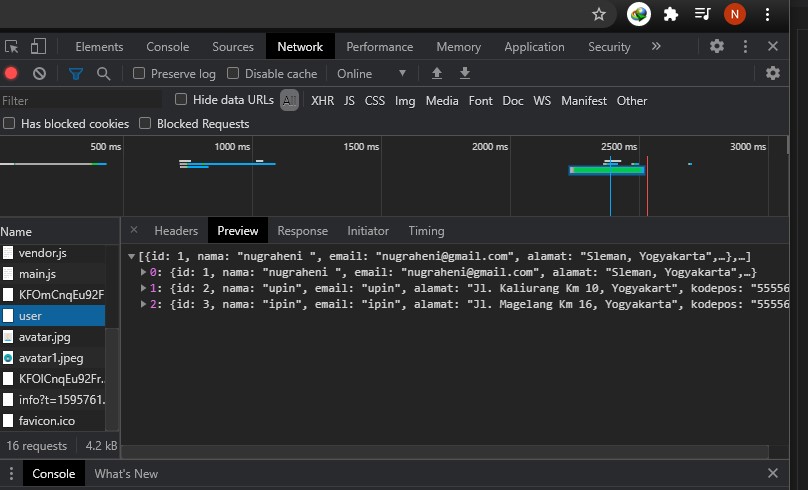 N
Elements Console Sources Network Performance Memory Application Security »
Preserve log Disable cache Online
Filter Hide data URLs All XHR JS CSS Img Media Font Doc WS Manifest Other
Has blocked cookies Blocked Requests
500 ms 1000 ms 1500 ms 2000 ms 2500 ms 3000 ms
Name × Headers Preview Response Initiator Timing
vendor.js
main.js
KFOmCnqEu92F
user
avatar.jpg
avatar1.jpeg
KFOlCnqEu92Fr...
info?t=1595761...
favicon.ico
[{id: 1, nama: "nugraheni ", email: "nugraheni@gmail.com", alamat: "Sleman, Yogyakarta",…},…]
0: {id: 1, nama: "nugraheni ", email: "nugraheni@gmail.com", alamat: "Sleman, Yogyakarta",…}
1: {id: 2, nama: "upin", email: "upin", alamat: "Jl. Kaliurang Km 10, Yogykart", kodepos: "55556
2: {id: 3, nama: "ipin", email: "ipin", alamat: "Jl. Magelang Km 16, Yogyakarta", kodepos: "55556
16 requests 4.2 kB
Console What's New ×